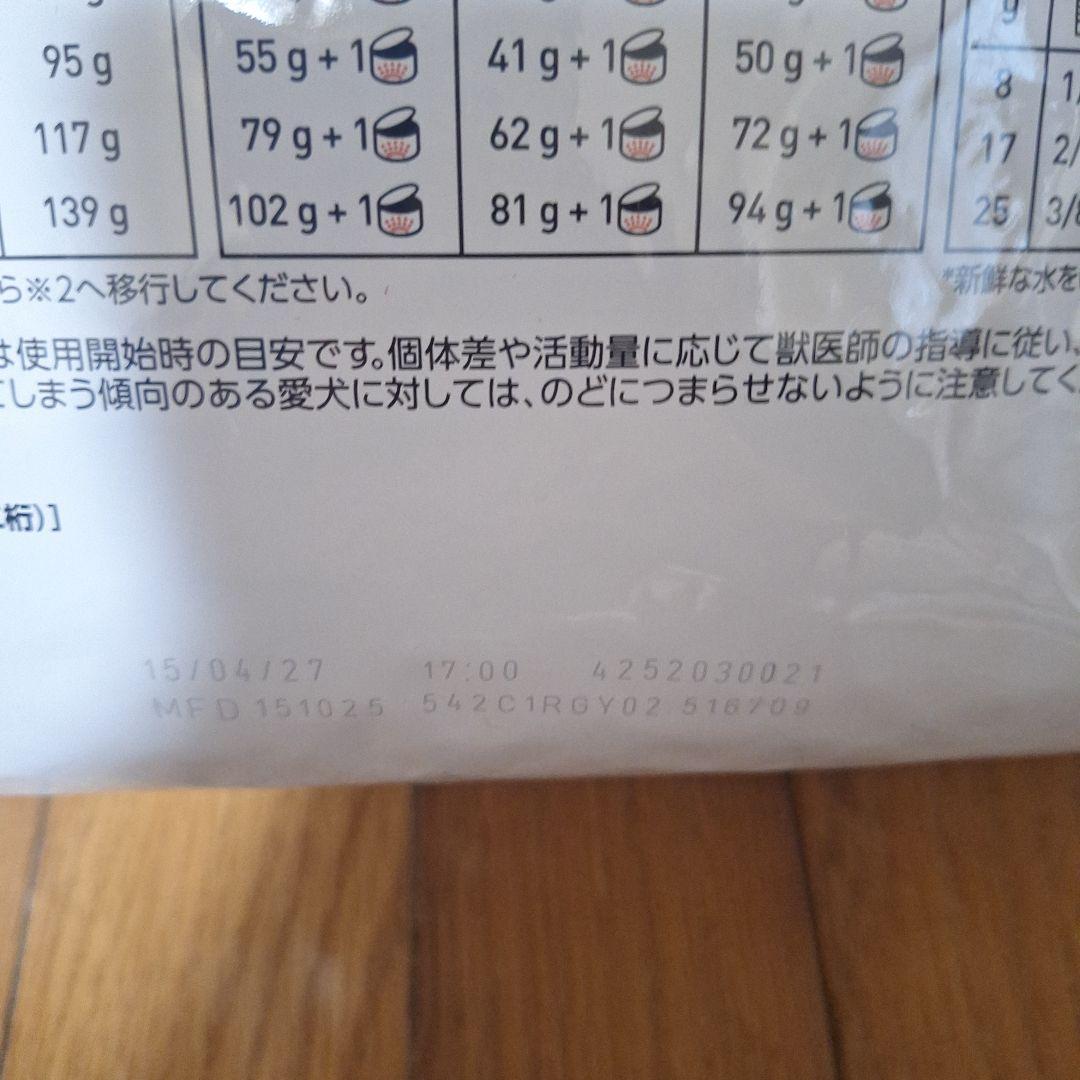 95 g 55 g + 1 41 g + 1 50 g + 1 8 1
117 g 79 g + 1 62 g + 1 72 g + 1 17 2/
139 g 102 g + 1 81 g + 1 94 g + 1 25 3/8
ら※2へ移行してください。 *新鮮な水を
は使用開始時の目安です。個体差や活動量に応じて獣医師の指導に従い、
てしまう傾向のある愛犬に対しては、のどにつまらせないように注意してく
桁)]
15/04/27 17:00 4252030021
MFD 151025 542C1RGY02 516709